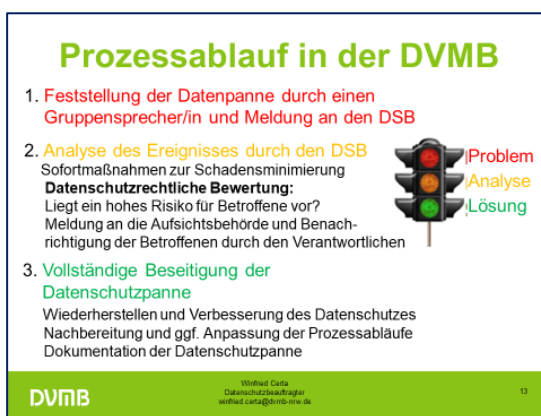 Prozessablauf in der DVMB
1. Feststellung der Datenpanne durch einen
Gruppensprecher/in und Meldung an den DSB
2. Analyse des Ereignisses durch den DSB
Sofortmaßnahmen zur Schadensminimierung
Datenschutzrechtliche Bewertung:
Liegt ein hohes Risiko für Betroffene vor?
Meldung an die Aufsichtsbehörde und Benach-
richtigung der Betroffenen durch den Verantwortlichen
Problem
Analyse
Lösung
3. Vollständige Beseitigung der
Datenschutzpanne
Wiederherstellen und Verbesserung des Datenschutzes
Nachbereitung und ggf. Anpassung der Prozessabläufe
Dokumentation der Datenschutzpanne
DVMB
Winfried Certa
Datenschutzbeauftragter
winfried.certa@dvmb-nrw.de
13